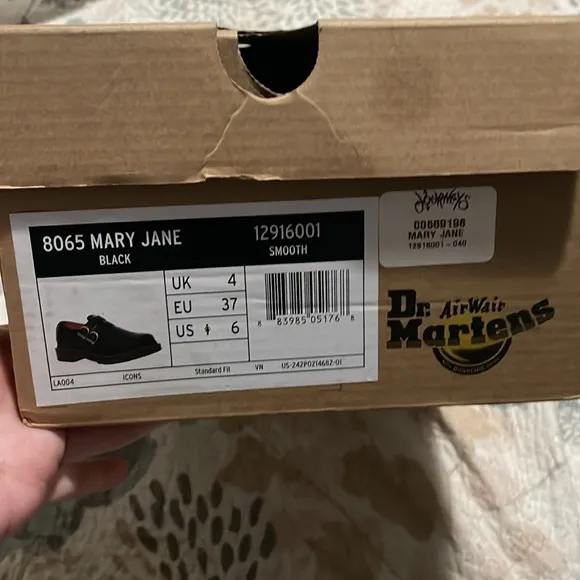 8065 MARY JANE
BLACK
12916001
SMOOTH
UK 4
EU 37
US 6
8 83985 05176 8
LA004
ICONS
Standard Fit
VN
US-242P0214682-01
JOURNEYS
00669196
MARY JANE
12916001-040
Dr. AirWair
Martens